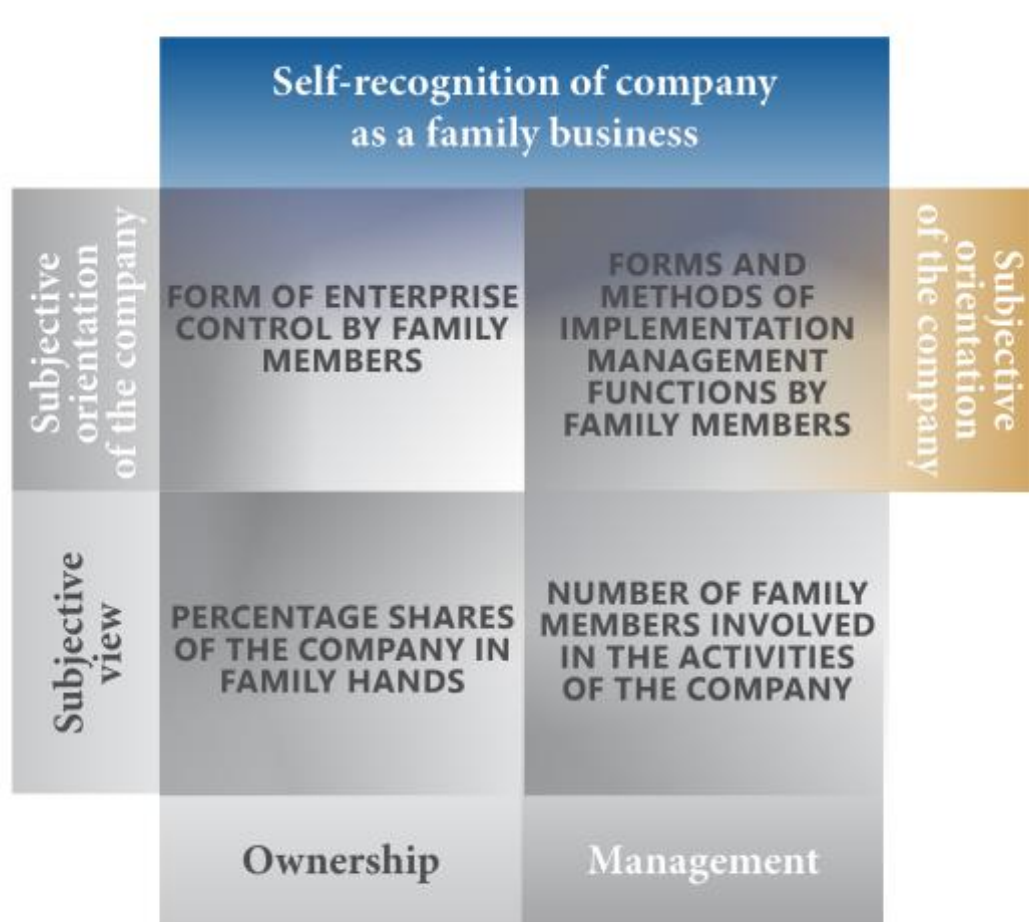 Self-recognition of company
as a family business
Subjective
orientation
of the company
FORM OF ENTERPRISE
CONTROL BY FAMILY
MEMBERS
FORMS AND
METHODS OF
IMPLEMENTATION
MANAGEMENT
FUNCTIONS BY
FAMILY MEMBERS
Subjective
orientation
of the company
Subjective
view
PERCENTAGE SHARES
OF THE COMPANY IN
FAMILY HANDS
NUMBER OF FAMILY
MEMBERS INVOLVED
IN THE ACTIVITIES
OF THE COMPANY
Ownership
Management